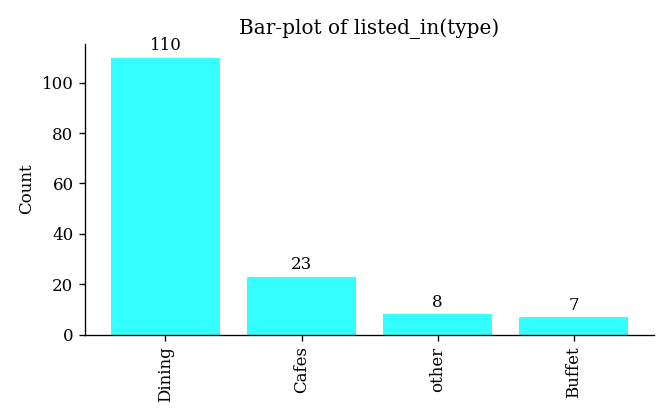 Bar-plot of listed_in(type)
110
23
8
7
100
80
60
40
20
0
Count
Dining
Cafes
other
Buffet